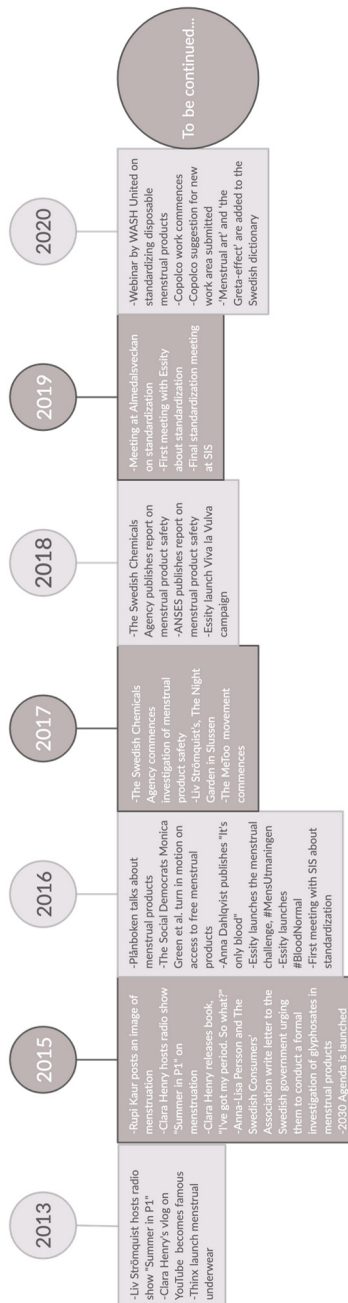 2013
-Liv Strömquist hosts radio
show "Summer in P1"
-Clara Henry's vlog on
YouTube becomes famous
-Thinx launch menstrual
underwear
2015
-Rupi Kaur posts an image of
menstruation
-Clara Henry hosts radio show
"Summer in P1" on
menstruation
-Clara Henry releases book,
"I've got my period. So what?"
-Anna-Lisa Persson and The
Swedish Consumers'
Association write letter to the
Swedish government urging
them to conduct a formal
investigation of glyphosates in
menstrual products
-2030 Agenda is launched
2016
-Plånboken talks about
menstrual products
-The Social Democrats Monica
Green et al. turn in motion on
access to free menstrual
products
-Anna Dahlqvist publishes "It's
only blood"
-Essity launches the menstrual
challenge, #MensUtmaningen
-Essity launches
#BloodNormal
-First meeting with SIS about
standardization
2017
-The Swedish Chemicals
Agency commences
investigation of menstrual
product safety
-Liv Strömquist's, The Night
Garden in Slussen
-The MeToo movement
commences
2018
-The Swedish Chemicals
Agency publishes report on
menstrual product safety
-ANSES publishes report on
menstrual product safety
-Essity launch Viva la Vulva
campaign
2019
-Meeting at Almedalsveckan
on standardization
-First meeting with Essity
about standardization
-Final standardization meeting
at SIS
2020
-Webinar by WASH United on
standardizing disposable
menstrual products
-Copolco work commences
-Copolco suggestion for new
work area submitted
-'Menstrual art' and 'the
Greta-effect' are added to the
Swedish dictionary
To be continued...